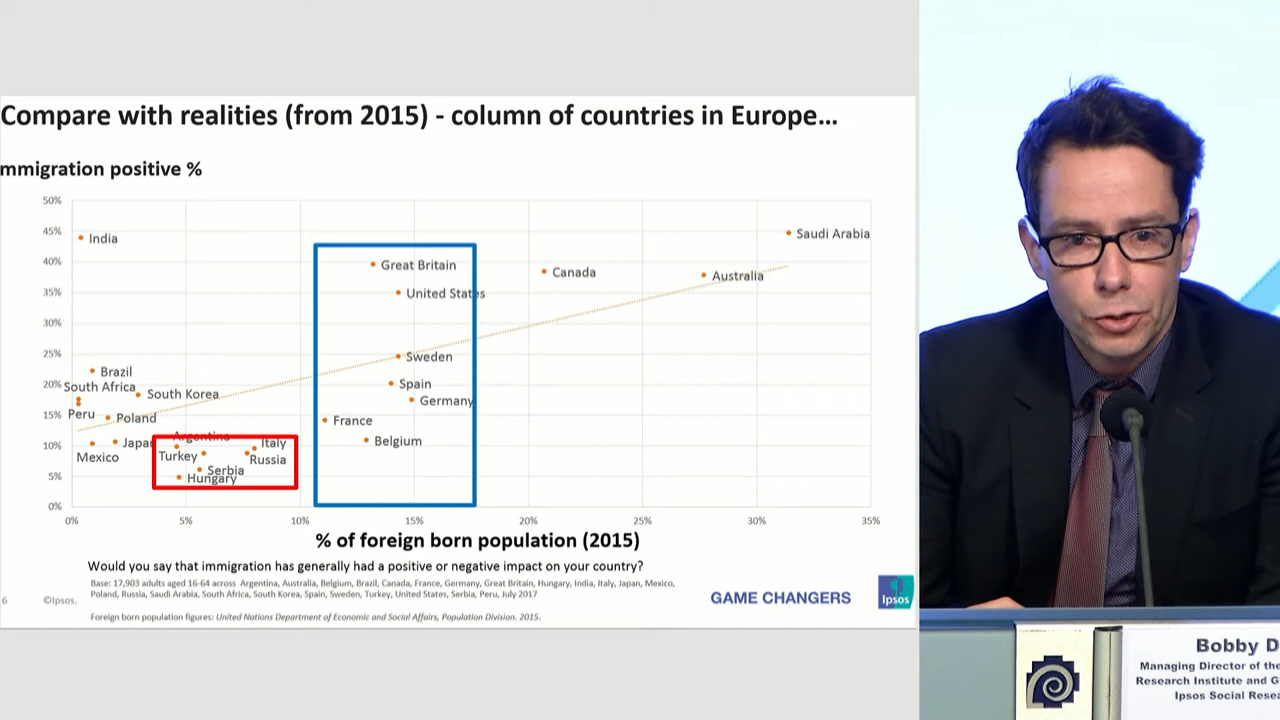 Compare with realities (from 2015) - column of countries in Europe...
mmigration positive %
50%
45%
40%
35%
30%
25%
20%
15%
10%
5%
0%
India
Saudi Arabia
Great Britain
Canada
Australia
United States
Sweden
Brazil
Spain
South Africa
South Korea
Germany
Peru
Poland
France
Argentina
Japan
Italy
Belgium
Mexico
Turkey
Russia
Serbia
Hungary
0%
5%
10%
15%
20%
25%
30%
35%
% of foreign born population (2015)
Would you say that immigration has generally had a positive or negative impact on your country?
Base: 17,903 adults aged 16-64 across Argentina, Australia, Belgium, Brazil, Canada, France, Germany, Great Britain, Hungary, India, Italy, Japan, Mexico,
Poland, Russia, Saudi Arabia, South Africa, South Korea, Spain, Sweden, Turkey, United States, Serbia, Peru, July 2017
6
©Ipsos.
GAME CHANGERS
Ipsos
Foreign born population figures: United Nations Department of Economic and Social Affairs, Population Division. 2015.
Bobby D
Managing Director of the
Research Institute and G
Ipsos Social Resea